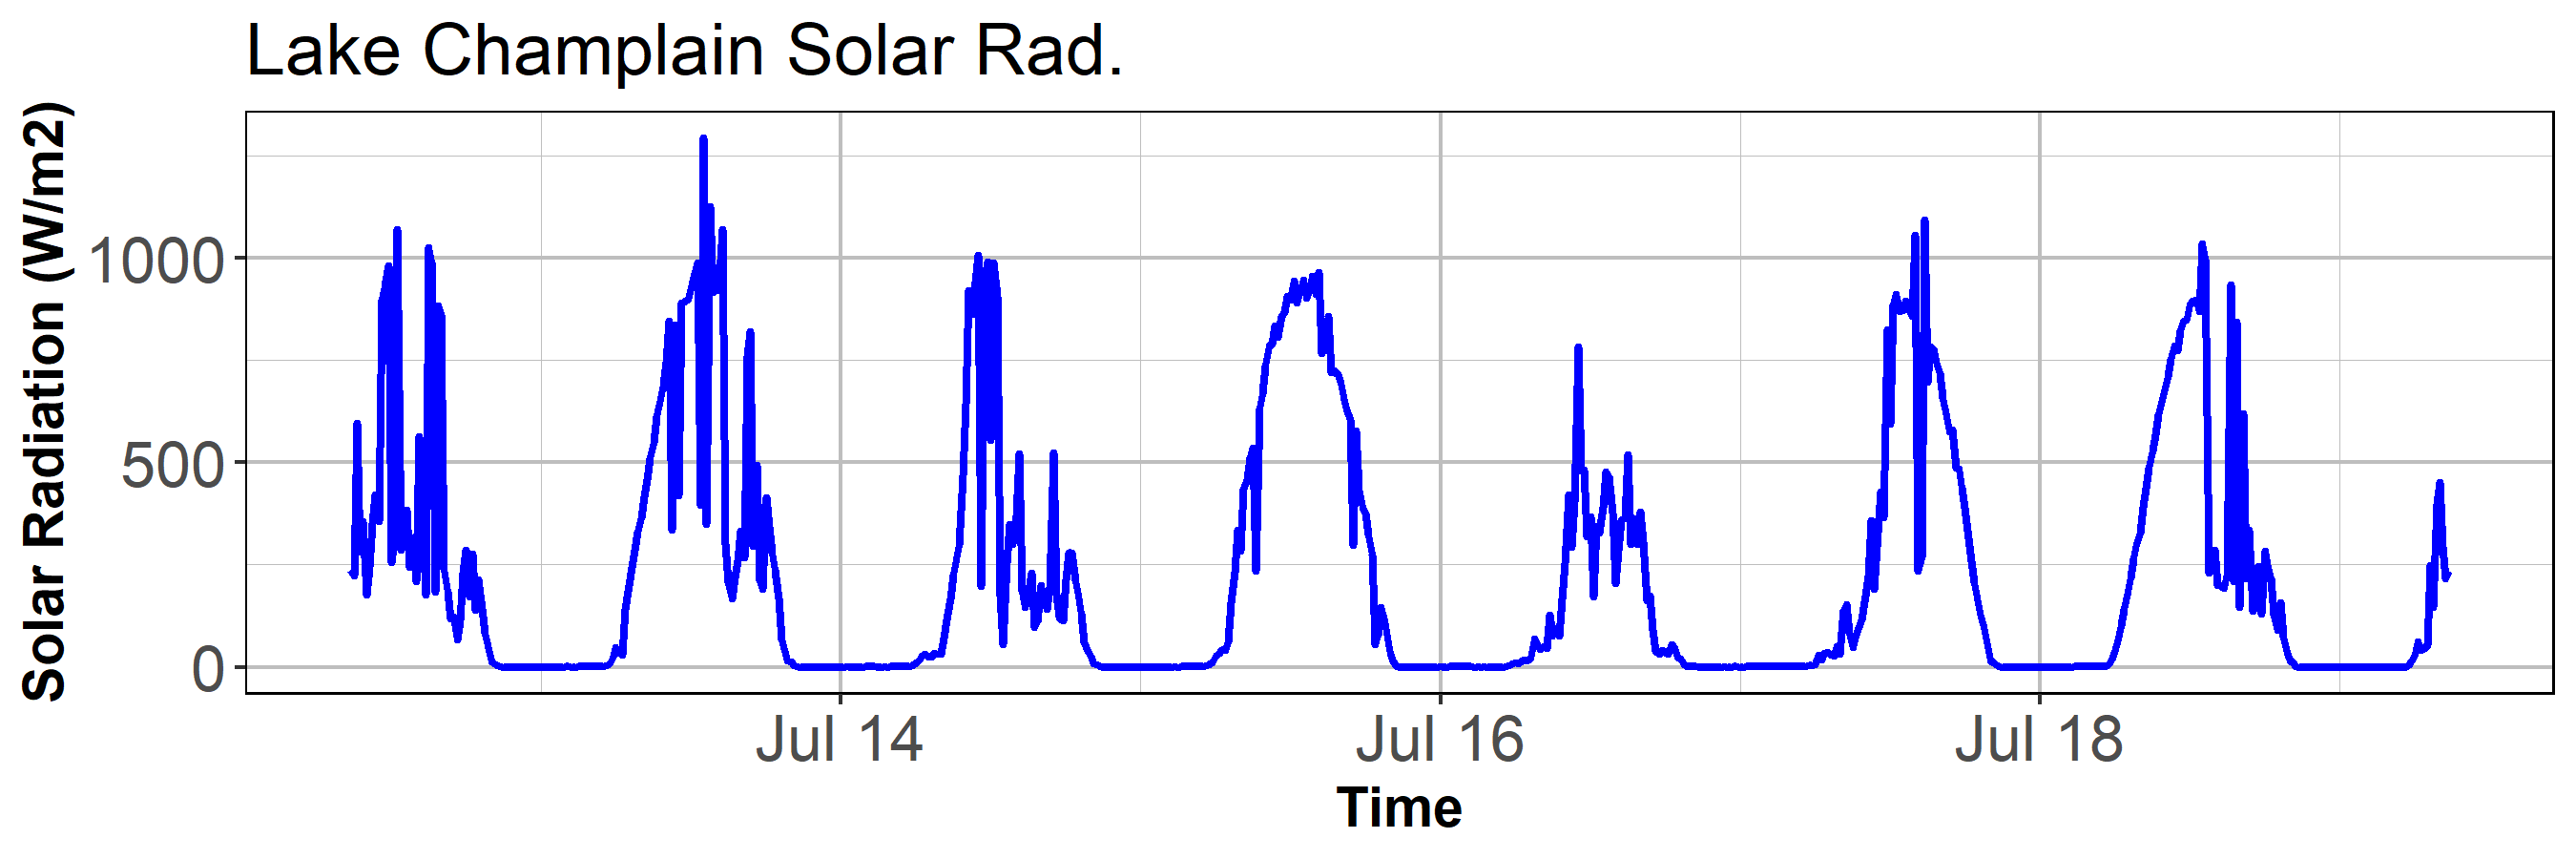 Lake Champlain Solar Rad.
Solar Radiation (W/m2)
1000
500
0
Jul 14
Jul 16
Jul 18
Time